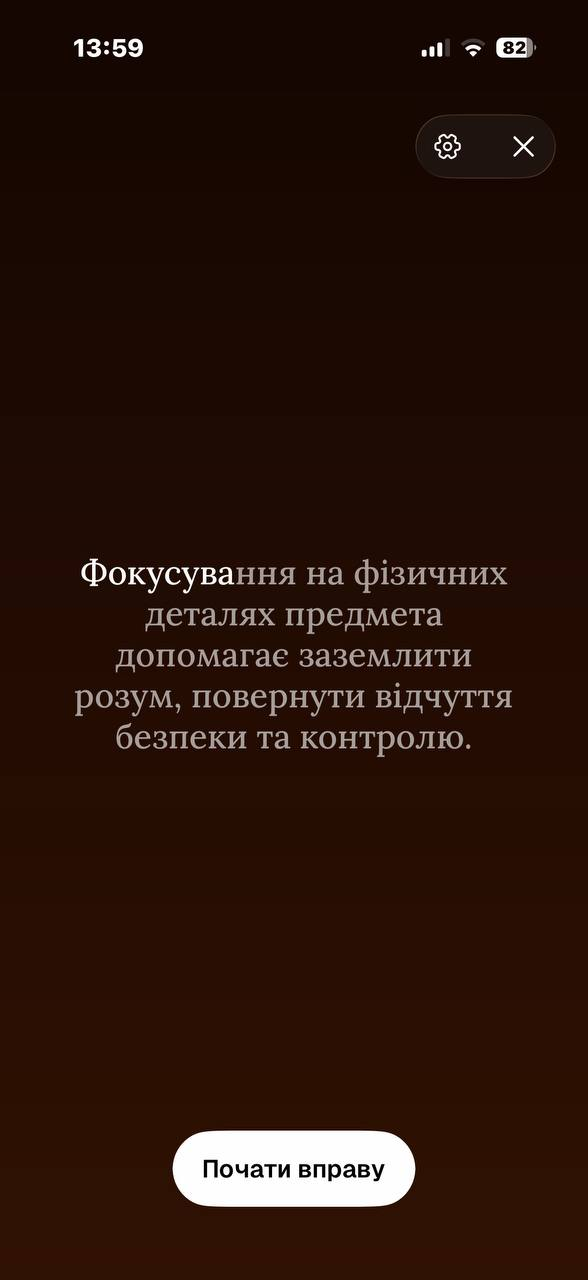 13:59
82
Фокусування на фізичних
деталях предмета
допомагає заземлити
розум, повернути відчуття
безпеки та контролю.
Почати вправу